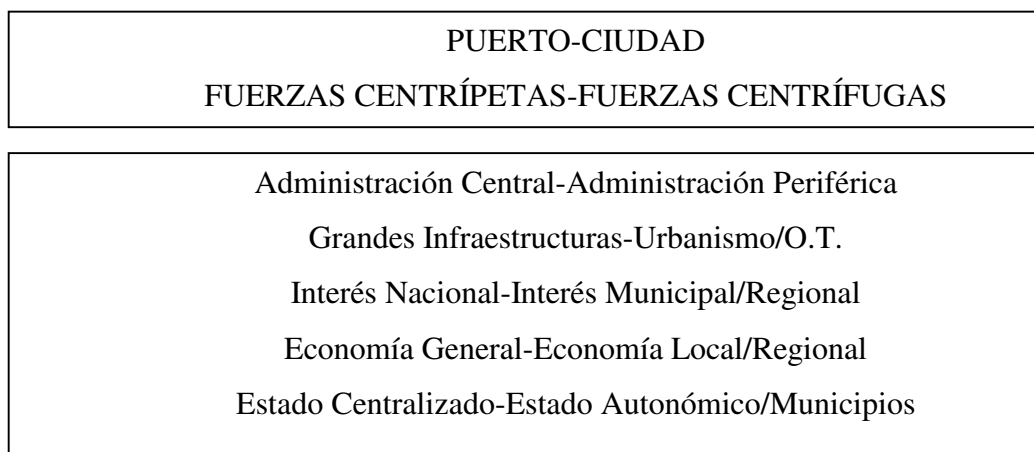 PUERTO-CIUDAD
FUERZAS CENTRÍPETAS-FUERZAS CENTRÍFUGAS
Administración Central-Administración Periférica
Grandes Infraestructuras-Urbanismo/O.T.
Interés Nacional-Interés Municipal/Regional
Economía General-Economía Local/Regional
Estado Centralizado-Estado Autonómico/Municipios